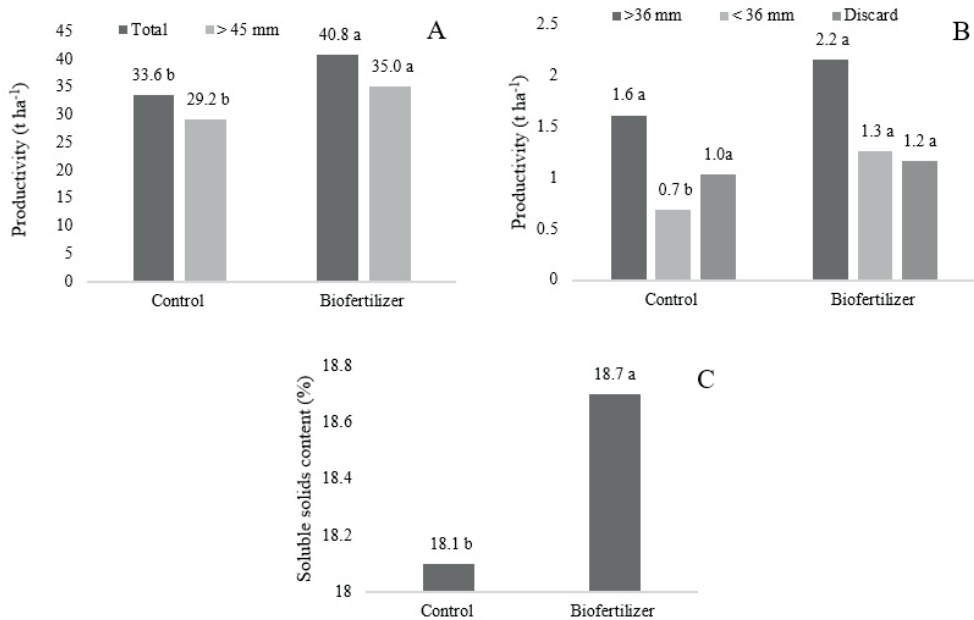 Total > 45 mm
A
Productivity (t ha⁻¹)
45
40
35
30
25
20
15
10
5
0
33.6 b
29.2 b
40.8 a
35.0 a
Control
Biofertilizer
>36 mm < 36 mm Discard
B
Productivity (t ha⁻¹)
2.5
2
1.5
1
0.5
0
1.6 a
0.7 b
1.0a
2.2 a
1.3 a
1.2 a
Control
Biofertilizer
C
Soluble solids content (%)
18.8
18.6
18.4
18.2
18
18.1 b
18.7 a
Control
Biofertilizer